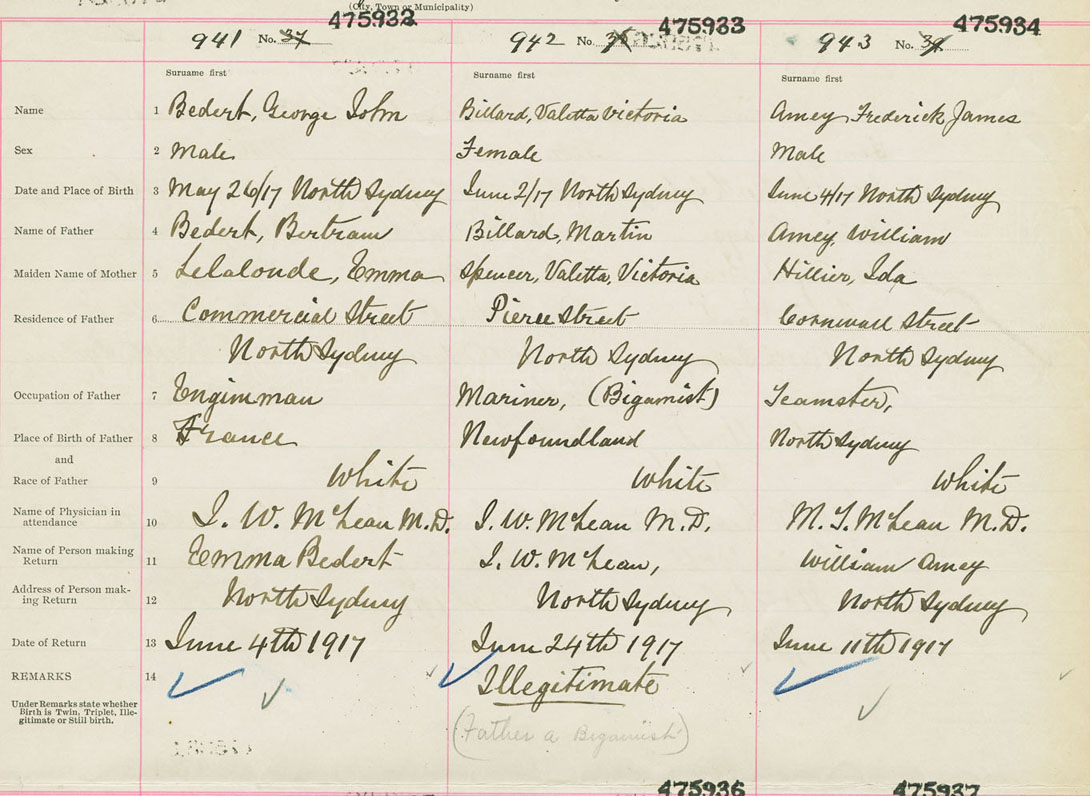 (City, Town or Municipality)
475932 475933 475934
941 No. 37 942 No. 943 No. 39
Surname first Surname first Surname first
Name 1 Bedert, George John Billard, Valetta Victoria Amey Frederick James
Sex 2 Male Female Male
Date and Place of Birth 3 May 26/17 North Sydney June 2/17 North Sydney June 4/17 North Sydney
Name of Father 4 Bedert, Bertram Billard, Martin Amey, William
Maiden Name of Mother 5 Lelalonde, Emma Spencer, Valetta, Victoria Hillier, Ida
Residence of Father 6 Commercial Street Pierce Street Cornwall Street
North Sydney North Sydney North Sydney
Occupation of Father 7 Engineman Mariner, (Bigamist) Teamster,
Place of Birth of Father 8 France Newfoundland North Sydney
and
Race of Father 9 White White White
Name of Physician in attendance 10 J. W. McLean M.D. J. W. McLean M.D. M. T. McLean M.D.
Name of Person making Return 11 Emma Bedert J. W. McLean, William Amey
Address of Person mak-ing Return 12 North Sydney North Sydney North Sydney
Date of Return 13 June 4th 1917 June 24th 1917 June 11th 1917
REMARKS 14 Illegitimate
Under Remarks state whether
Birth is Twin, Triplet, Ille-
gitimate or Still birth.
(Father a Bigamist)
475936 475937